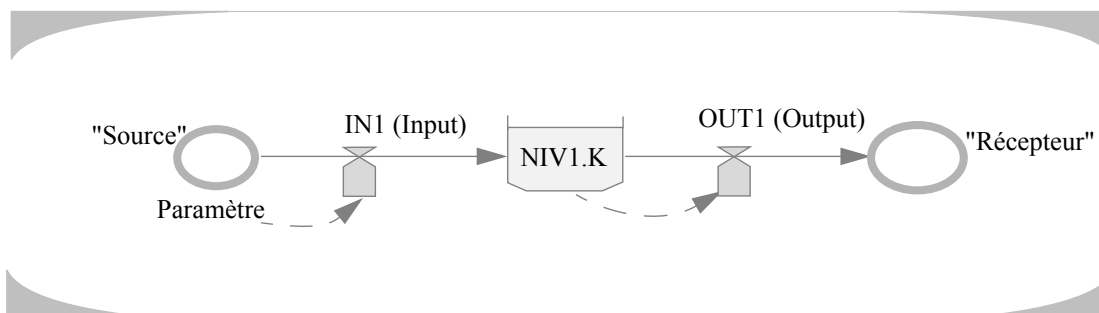 "Source"
IN1 (Input)
OUT1 (Output)
NIV1.K
"Récepteur"
Paramètre